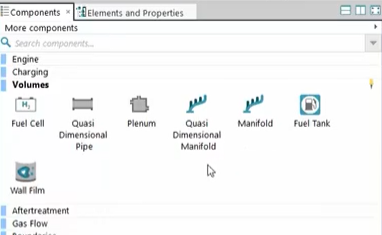 Components
Elements and Properties
More components
Search components...
Engine
Charging
Volumes
H₂
Fuel Cell
Quasi
Dimensional
Pipe
Plenum
Quasi
Dimensional
Manifold
Manifold
Fuel Tank
Wall Film
Aftertreatment
Gas Flow